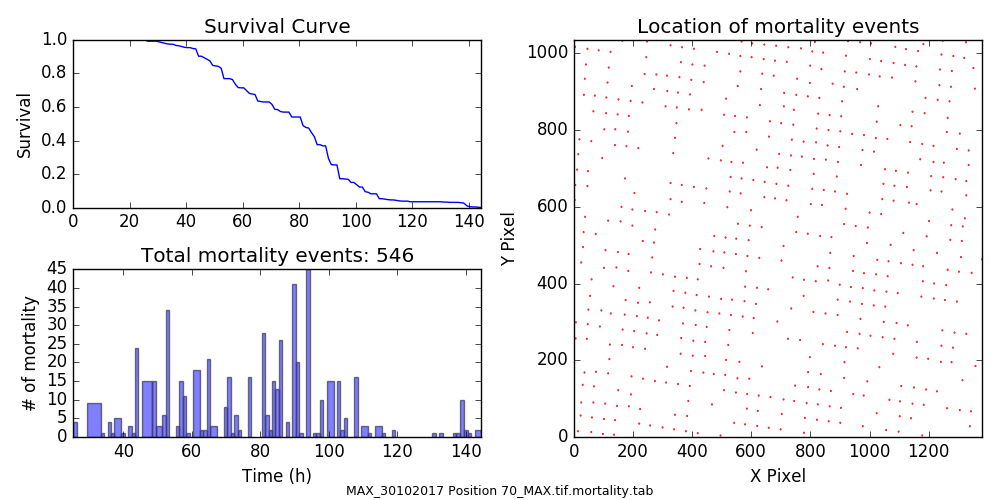 Survival Curve
Survival
1.0
0.8
0.6
0.4
0.2
0.0
0 20 40 60 80 100 120 140
Total mortality events: 546
# of mortality
45
40
35
30
25
20
15
10
5
0
40 60 80 100 120 140
Time (h)
Location of mortality events
Y Pixel
1000
800
600
400
200
0
0 200 400 600 800 1000 1200
X Pixel
MAX_30102017 Position 70_MAX.tif.mortality.tab